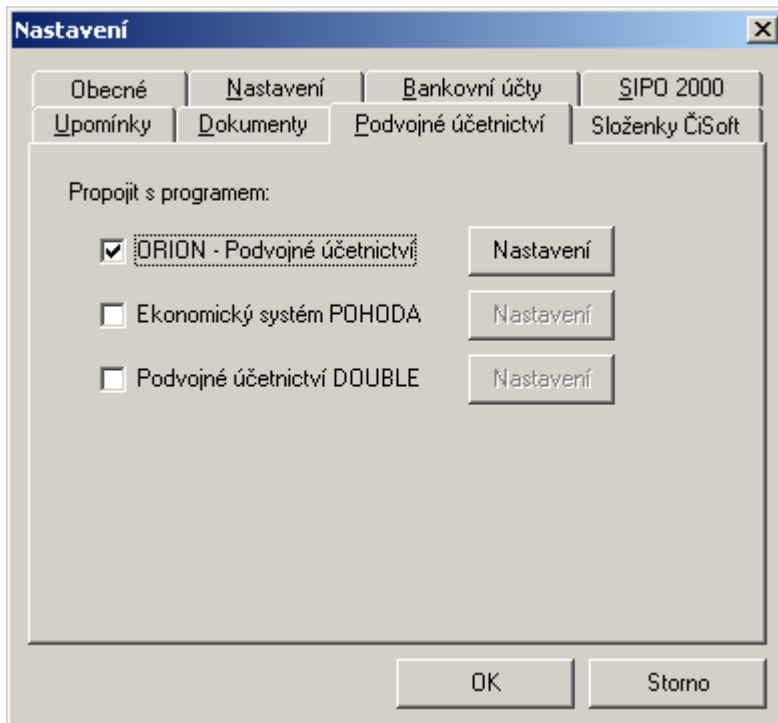 Nastavení
Obecné Nastavení Bankovní účty SIPO 2000
Upomínky Dokumenty Podvojné účetnictví Složenky ČiSoft
Propojit s programem:
ORION - Podvojné účetnictví Nastavení
Ekonomický systém POHODA Nastavení
Podvojné účetnictví DOUBLE Nastavení
OK Storno